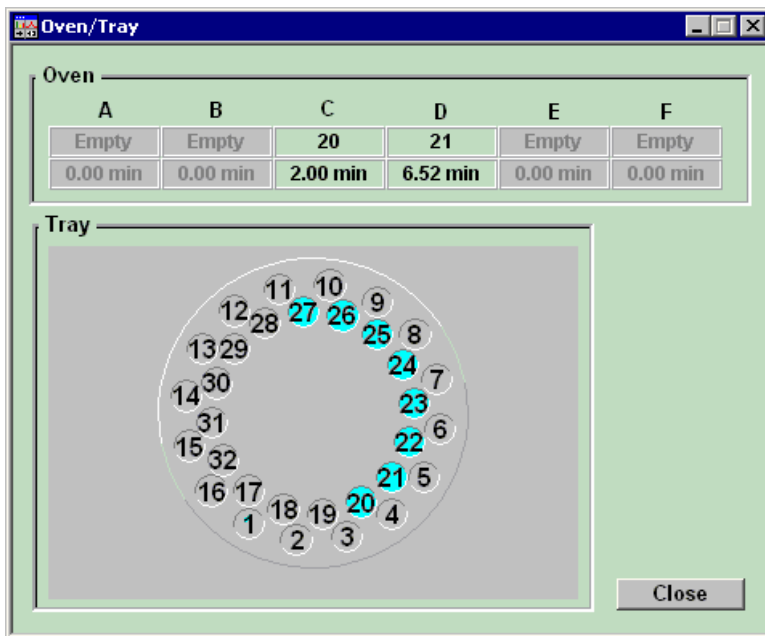 Oven/Tray
Oven
A B C D E F
Empty Empty 20 21 Empty Empty
0.00 min 0.00 min 2.00 min 6.52 min 0.00 min 0.00 min
Tray
11 10
12 28 27 26 9
13 29 25 8
30 24 7
14 23
31 6
15 22
32 21 5
16 17 20
1 18 19 4
2 3
Close